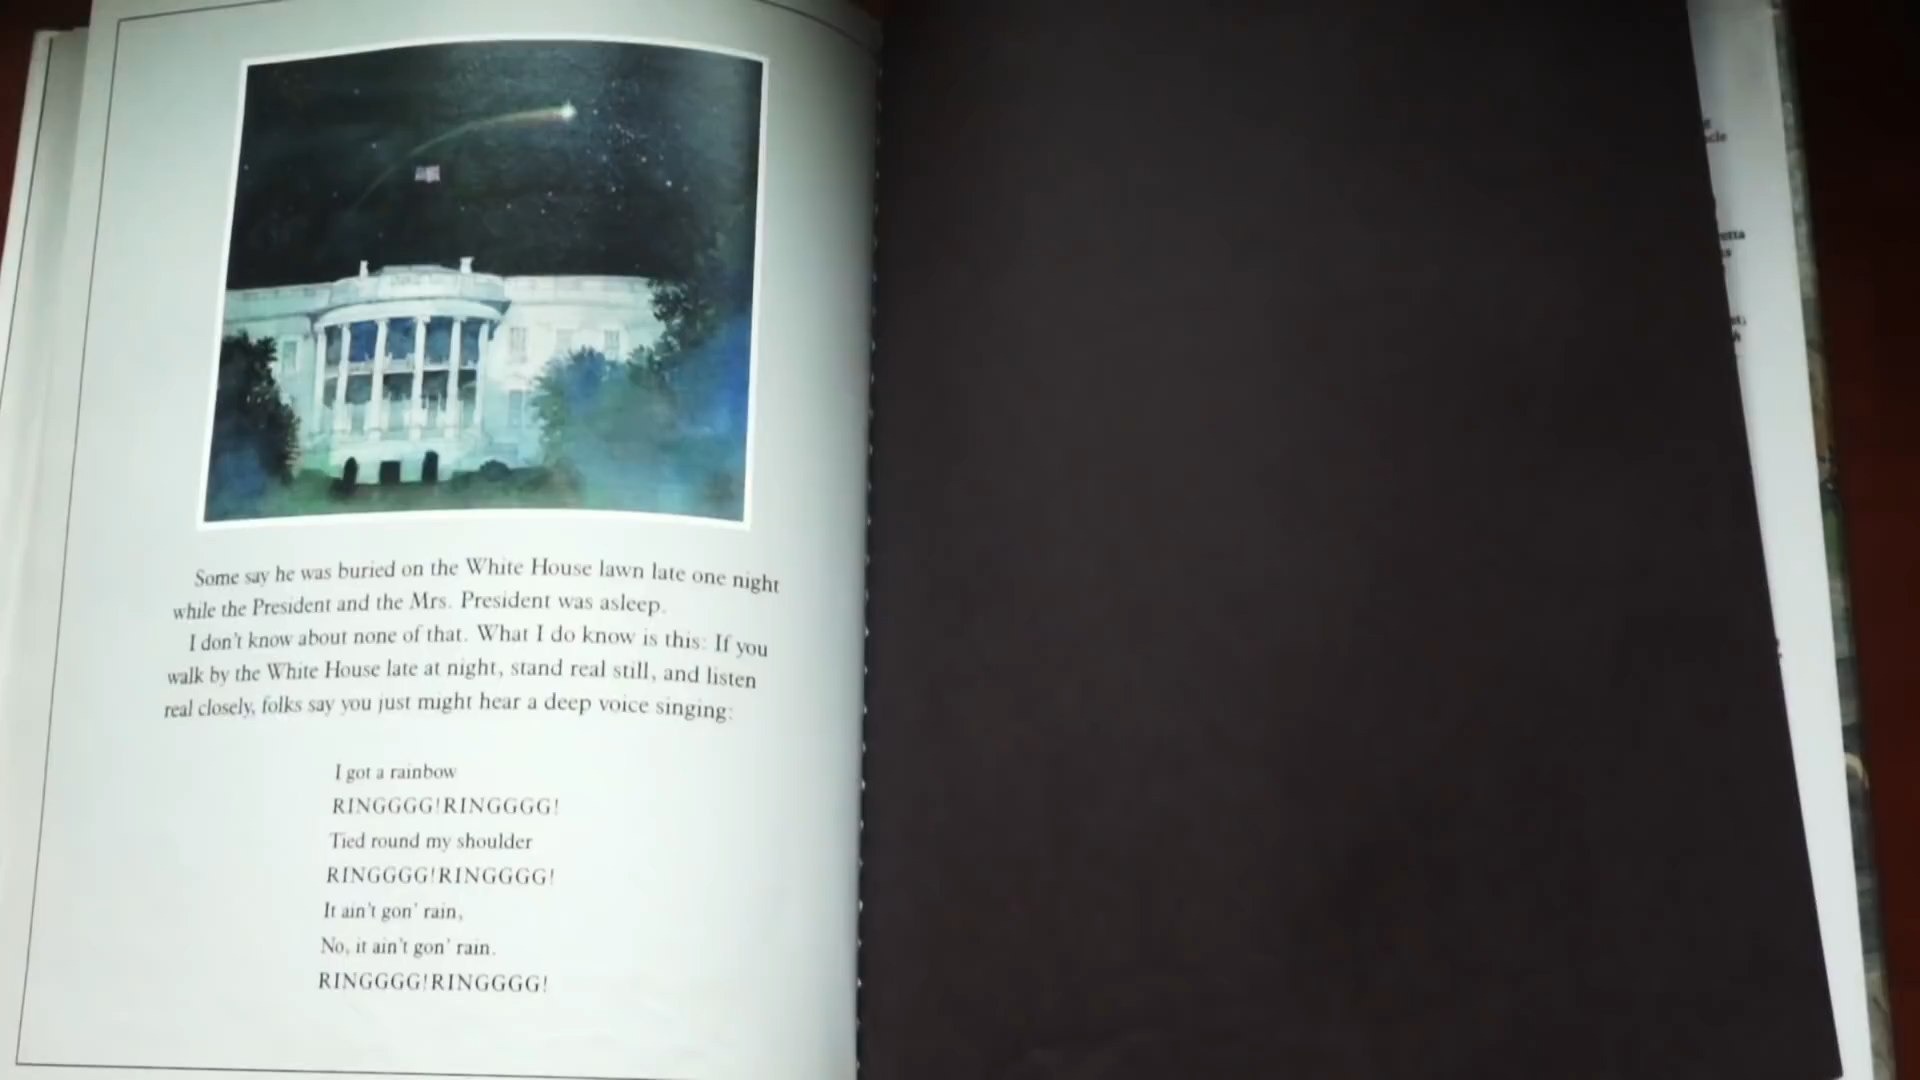 Some say he was buried on the White House lawn late one night
while the President and the Mrs. President was asleep.
I don't know about none of that. What I do know is this: If you
walk by the White House late at night, stand real still, and listen
real closely, folks say you just might hear a deep voice singing:
I got a rainbow
RINGGGG!RINGGGG!
Tied round my shoulder
RINGGGG!RINGGGG!
It ain't gon' rain,
No, it ain't gon' rain.
RINGGGG!RINGGGG!